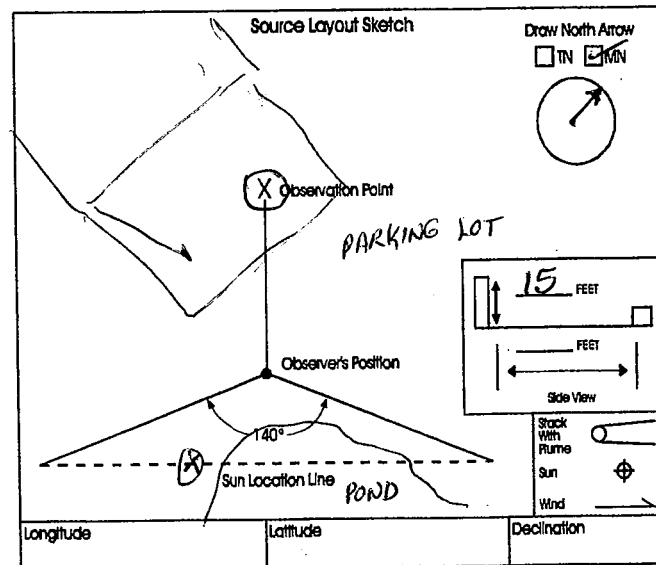 Source Layout Sketch
Draw North Arrow
TN MN
X Observation Point
PARKING LOT
15 FEET
FEET
Side View
Observer's Position
140°
X
Sun Location Line
POND
Stack
With
Plume
Sun
Wind
Longitude
Latitude
Declination